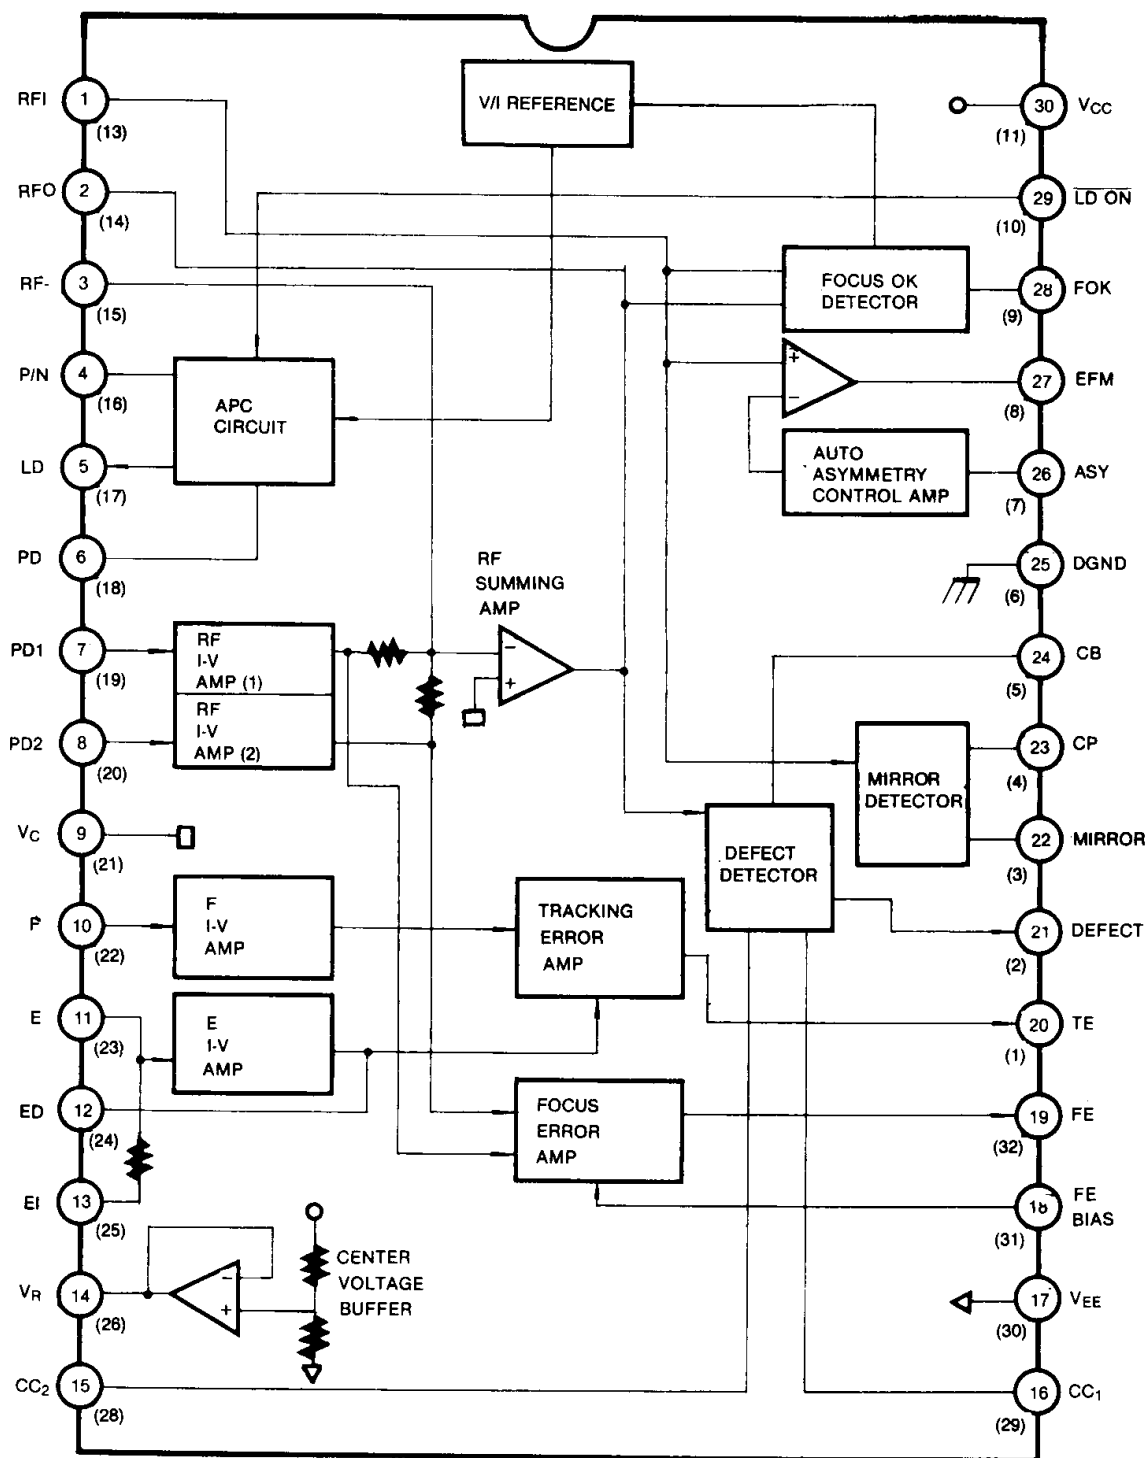 V/I REFERENCE
RFI 1 (13)
RFO 2 (14)
RF- 3 (15)
P/N 4 (16)
LD 5 (17)
PD 6 (18)
PD1 7 (19)
PD2 8 (20)
VC 9 (21)
F 10 (22)
E 11 (23)
ED 12 (24)
EI 13 (25)
VR 14 (26)
CC2 15 (28)
APC
CIRCUIT
RF
I-V
AMP (1)
RF
I-V
AMP (2)
F
I-V
AMP
E
I-V
AMP
RF
SUMMING
AMP
-
+
TRACKING
ERROR
AMP
FOCUS
ERROR
AMP
-
+
CENTER
VOLTAGE
BUFFER
FOCUS OK
DETECTOR
+
-
AUTO
ASYMMETRY
CONTROL AMP
MIRROR
DETECTOR
DEFECT
DETECTOR
30 VCC (11)
29 LD ON (10)
28 FOK (9)
27 EFM (8)
26 ASY (7)
25 DGND (6)
24 CB (5)
23 CP (4)
22 MIRROR (3)
21 DEFECT (2)
20 TE (1)
19 FE (32)
18 FE BIAS (31)
17 VEE (30)
16 CC1 (29)